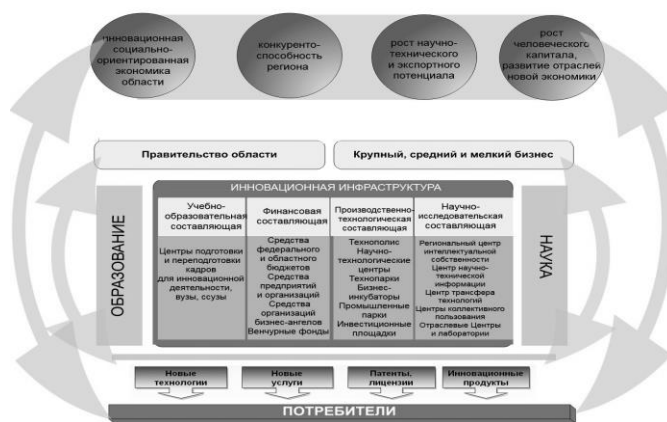 инновационная
социально-
ориентированная
экономика
области
конкуренто-
способность
региона
рост научно-
технического
и экспортного
потенциала
рост
человеческого
капитала,
развитие отраслей
новой экономики
Правительство области
Крупный, средний и мелкий бизнес
ОБРАЗОВАНИЕ
ИННОВАЦИОННАЯ ИНФРАСТРУКТУРА
Учебно-
образовательная
составляющая
Центры подготовки
и переподготовки
кадров
для инновационной
деятельности,
вузы, ссузы
Финансовая
составляющая
Средства
федерального
и областного
бюджетов
Средства
предприятий
и организаций
Средства
организаций
бизнес-ангелов
Венчурные фонды
Производственно-
технологическая
составляющая
Технополис
Научно-
технологические
центры
Технопарки
Бизнес-
инкубаторы
Промышленные
парки
Инвестиционные
площадки
Научно-
исследовательская
составляющая
Региональный центр
интеллектуальной
собственности
Центр научно-
технической
информации
Центр трансфера
технологий
Центры коллективного
пользования
Отраслевые Центры
и лаборатории
НАУКА
Новые
технологии
Новые
услуги
Патенты,
лицензии
Инновационные
продукты
ПОТРЕБИТЕЛИ